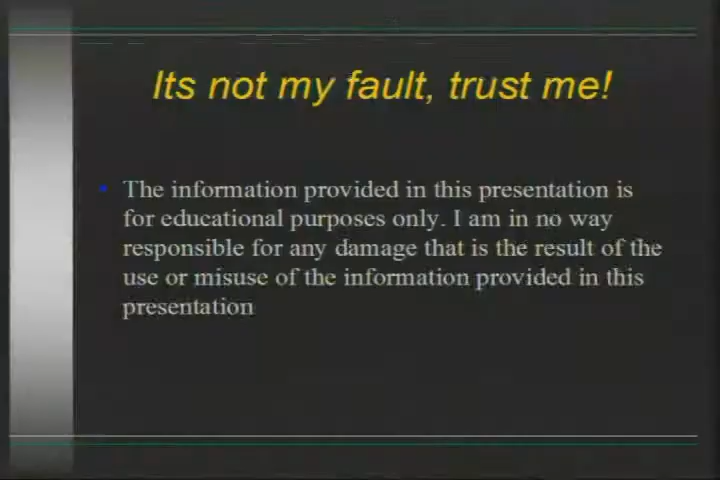 Its not my fault, trust me!
The information provided in this presentation is
for educational purposes only. I am in no way
responsible for any damage that is the result of the
use or misuse of the information provided in this
presentation